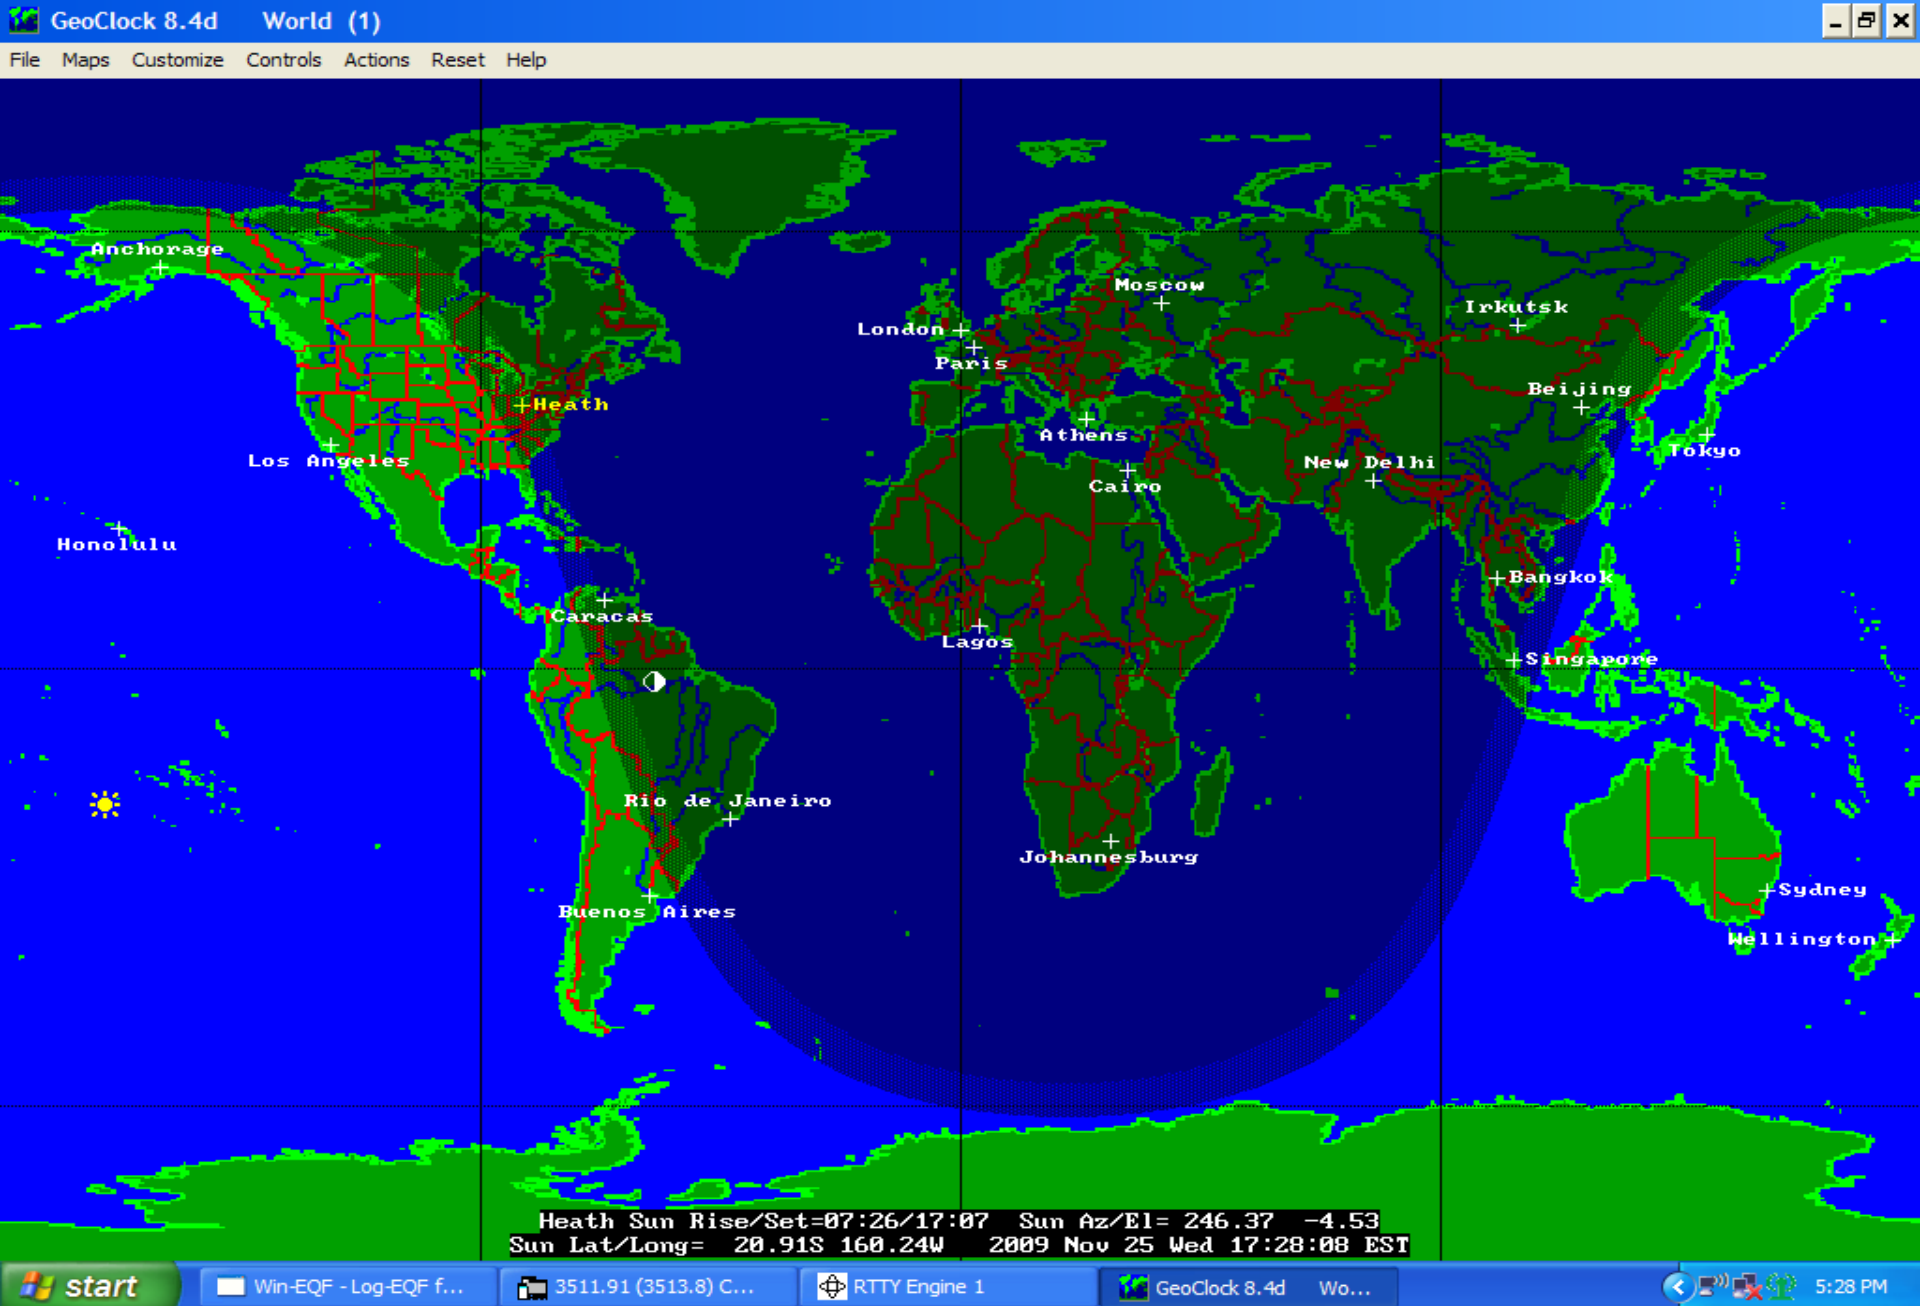 GeoClock 8.4d World (1)
File Maps Customize Controls Actions Reset Help
Anchorage
Moscow
Irkutsk
London
Paris
Beijing
Heath
Athens
Tokyo
Los Angeles
New Delhi
Cairo
Honolulu
Bangkok
Caracas
Lagos
Singapore
Rio de Janeiro
Johannesburg
Sydney
Buenos Aires
Wellington
Heath Sun Rise/Set=07:26/17:07 Sun Az/El= 246.37 -4.53
Sun Lat/Long= 20.91S 160.24W 2009 Nov 25 Wed 17:28:08 EST
start Win-EQF - Log-EQF f... 3511.91 (3513.8) C... RTTY Engine 1 GeoClock 8.4d Wo... 5:28 PM